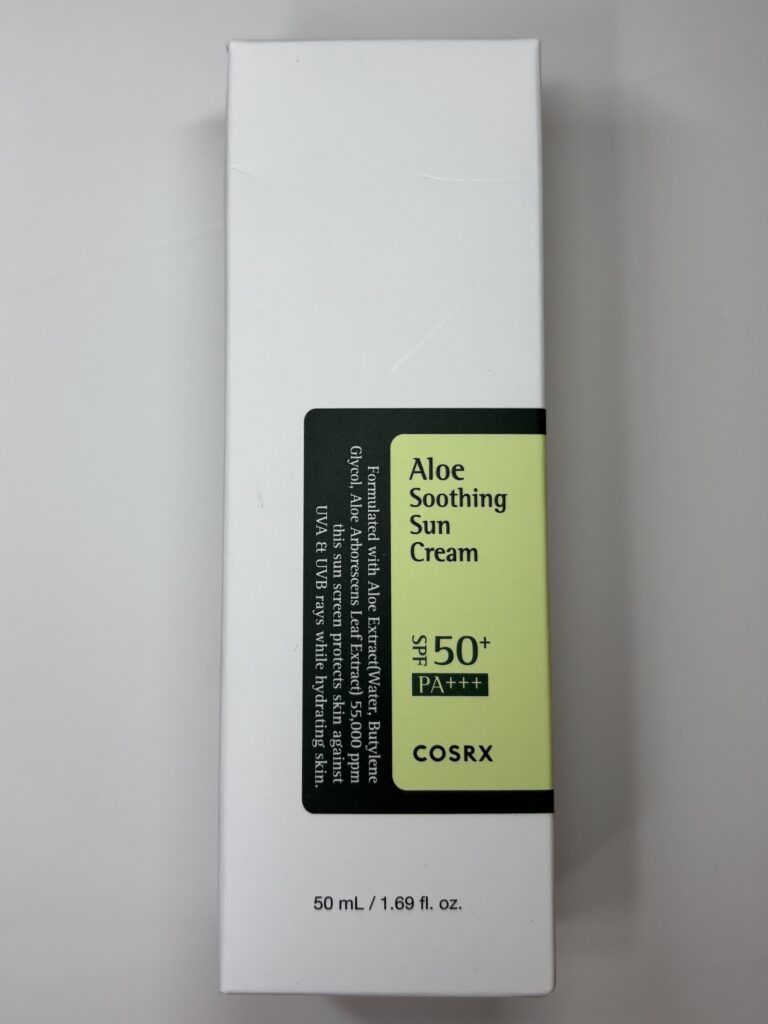 Aloe
Soothing
Sun
Cream
SPF 50+
PA+++
COSRX
Formulated with Aloe Extract(Water, Butylene
Glycol, Aloe Arborescens Leaf Extract) 55,000 ppm
this sun screen protects skin against
UVA & UVB rays while hydrating skin.
50 mL / 1.69 fl. oz.